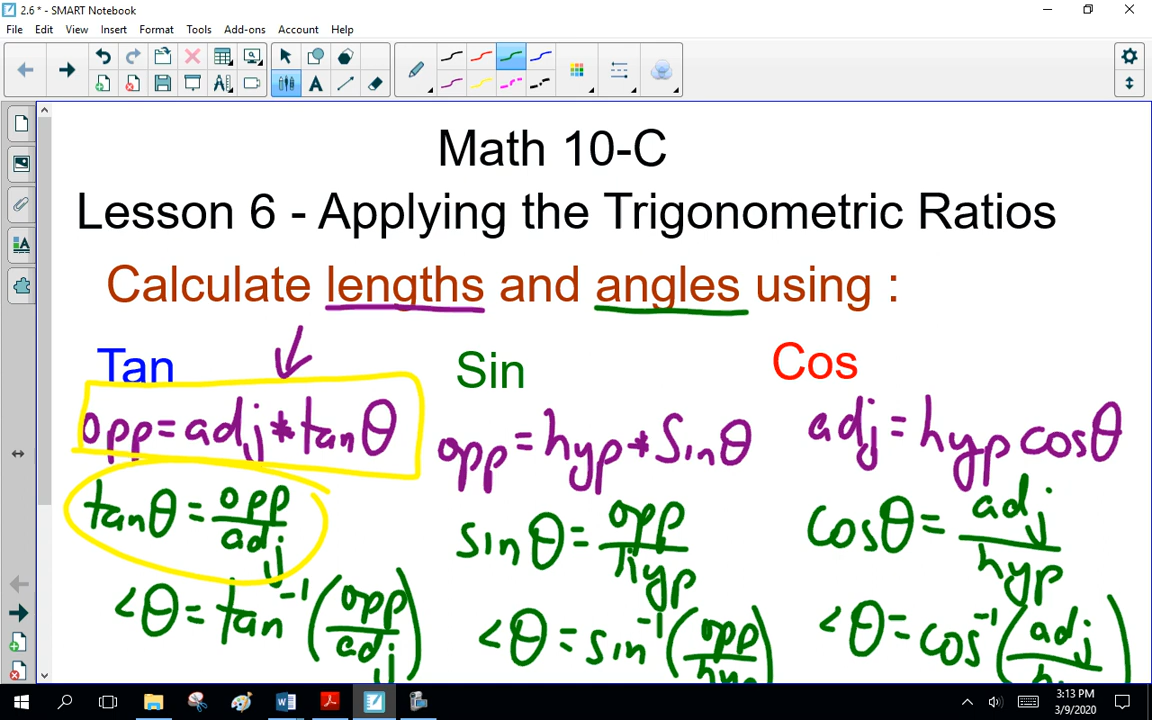 2.6 * - SMART Notebook
File Edit View Insert Format Tools Add-ons Account Help
Math 10-C
Lesson 6 - Applying the Trigonometric Ratios
Calculate lengths and angles using :
Tan Sin Cos
opp = adj * tanθ opp = hyp * Sinθ adj = hyp cosθ
tanθ = opp/adj sinθ = opp/hyp cosθ = adj/hyp
<θ = tan⁻¹(opp/adj) <θ = sin⁻¹(opp/hyp) <θ = cos⁻¹(adj/h
3:13 PM
3/9/2020